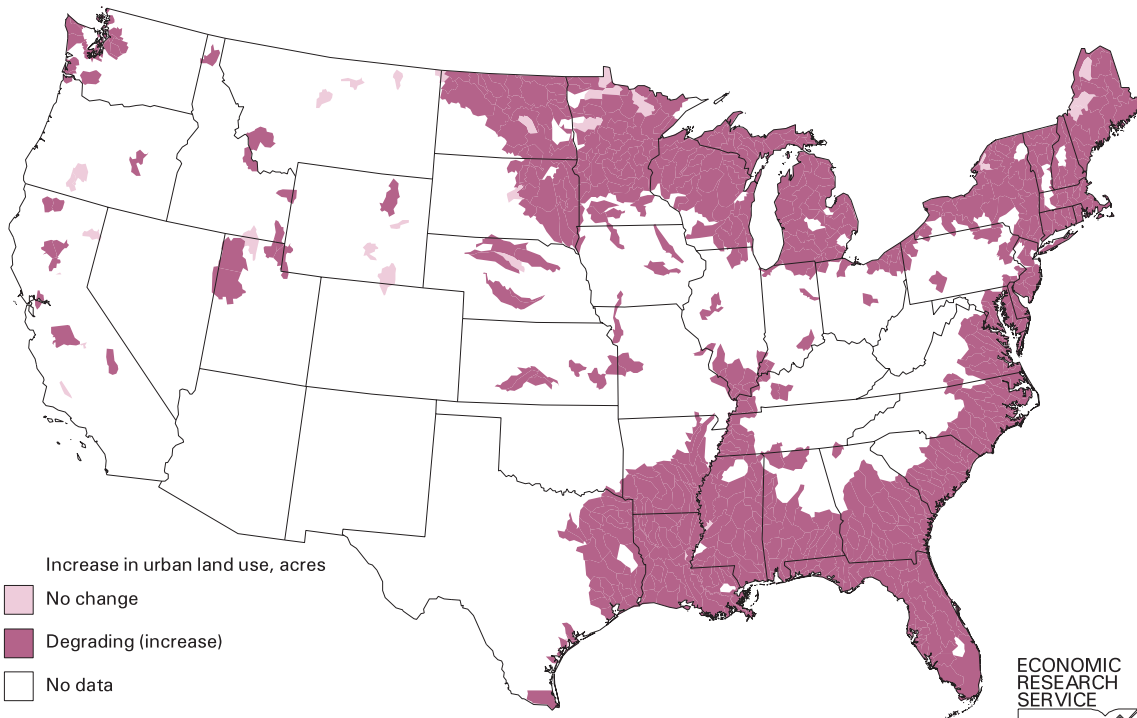 Increase in urban land use, acres
No change
Degrading (increase)
No data
ECONOMIC
RESEARCH
SERVICE